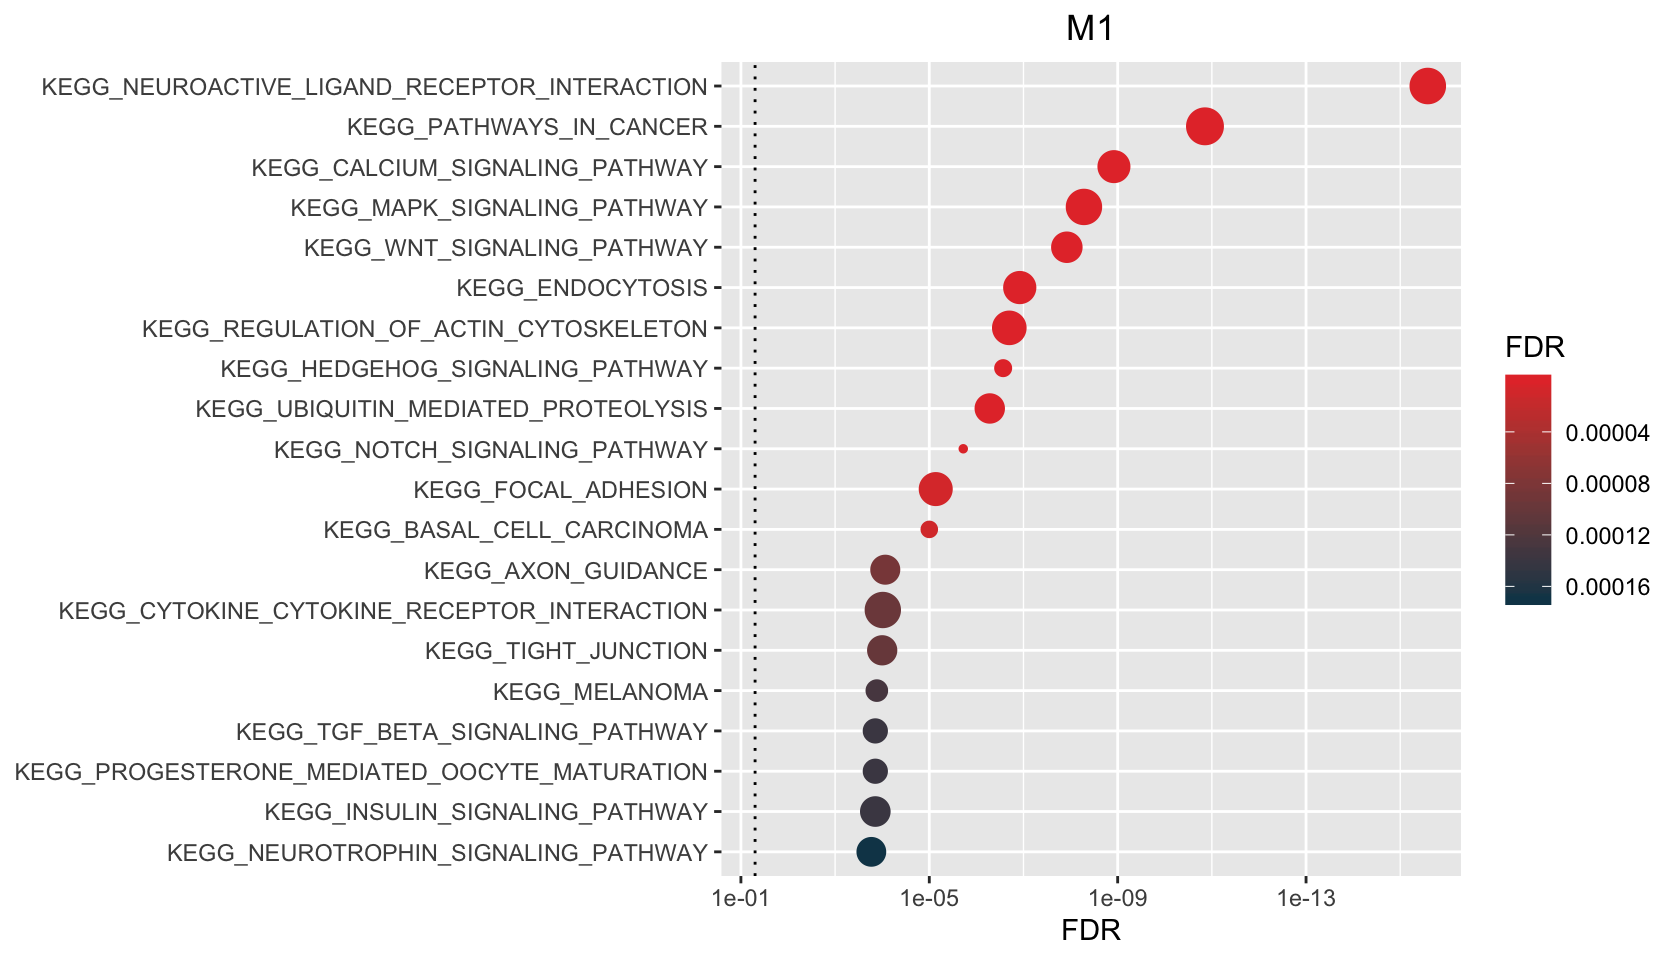 M1
KEGG_NEUROACTIVE_LIGAND_RECEPTOR_INTERACTION
KEGG_PATHWAYS_IN_CANCER
KEGG_CALCIUM_SIGNALING_PATHWAY
KEGG_MAPK_SIGNALING_PATHWAY
KEGG_WNT_SIGNALING_PATHWAY
KEGG_ENDOCYTOSIS
KEGG_REGULATION_OF_ACTIN_CYTOSKELETON
KEGG_HEDGEHOG_SIGNALING_PATHWAY
KEGG_UBIQUITIN_MEDIATED_PROTEOLYSIS
KEGG_NOTCH_SIGNALING_PATHWAY
KEGG_FOCAL_ADHESION
KEGG_BASAL_CELL_CARCINOMA
KEGG_AXON_GUIDANCE
KEGG_CYTOKINE_CYTOKINE_RECEPTOR_INTERACTION
KEGG_TIGHT_JUNCTION
KEGG_MELANOMA
KEGG_TGF_BETA_SIGNALING_PATHWAY
KEGG_PROGESTERONE_MEDIATED_OOCYTE_MATURATION
KEGG_INSULIN_SIGNALING_PATHWAY
KEGG_NEUROTROPHIN_SIGNALING_PATHWAY
1e-01 1e-05 1e-09 1e-13
FDR
FDR
0.00004
0.00008
0.00012
0.00016